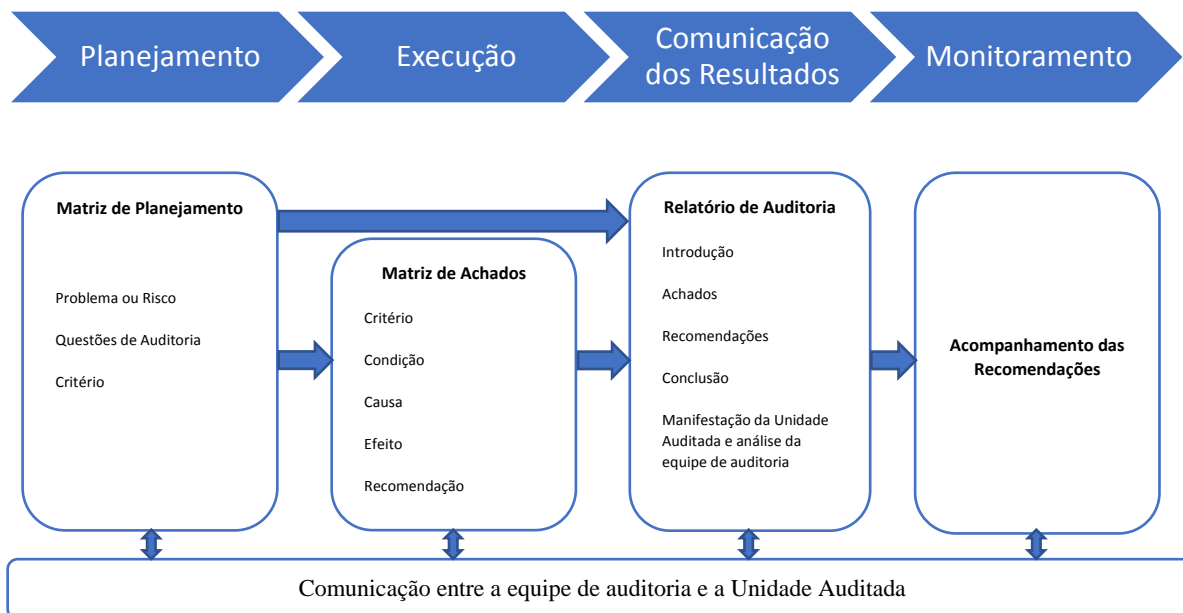 Planejamento
Execução
Comunicação
dos Resultados
Monitoramento
Matriz de Planejamento
Problema ou Risco
Questões de Auditoria
Critério
Matriz de Achados
Critério
Condição
Causa
Efeito
Recomendação
Relatório de Auditoria
Introdução
Achados
Recomendações
Conclusão
Manifestação da Unidade
Auditada e análise da
equipe de auditoria
Acompanhamento das
Recomendações
Comunicação entre a equipe de auditoria e a Unidade Auditada